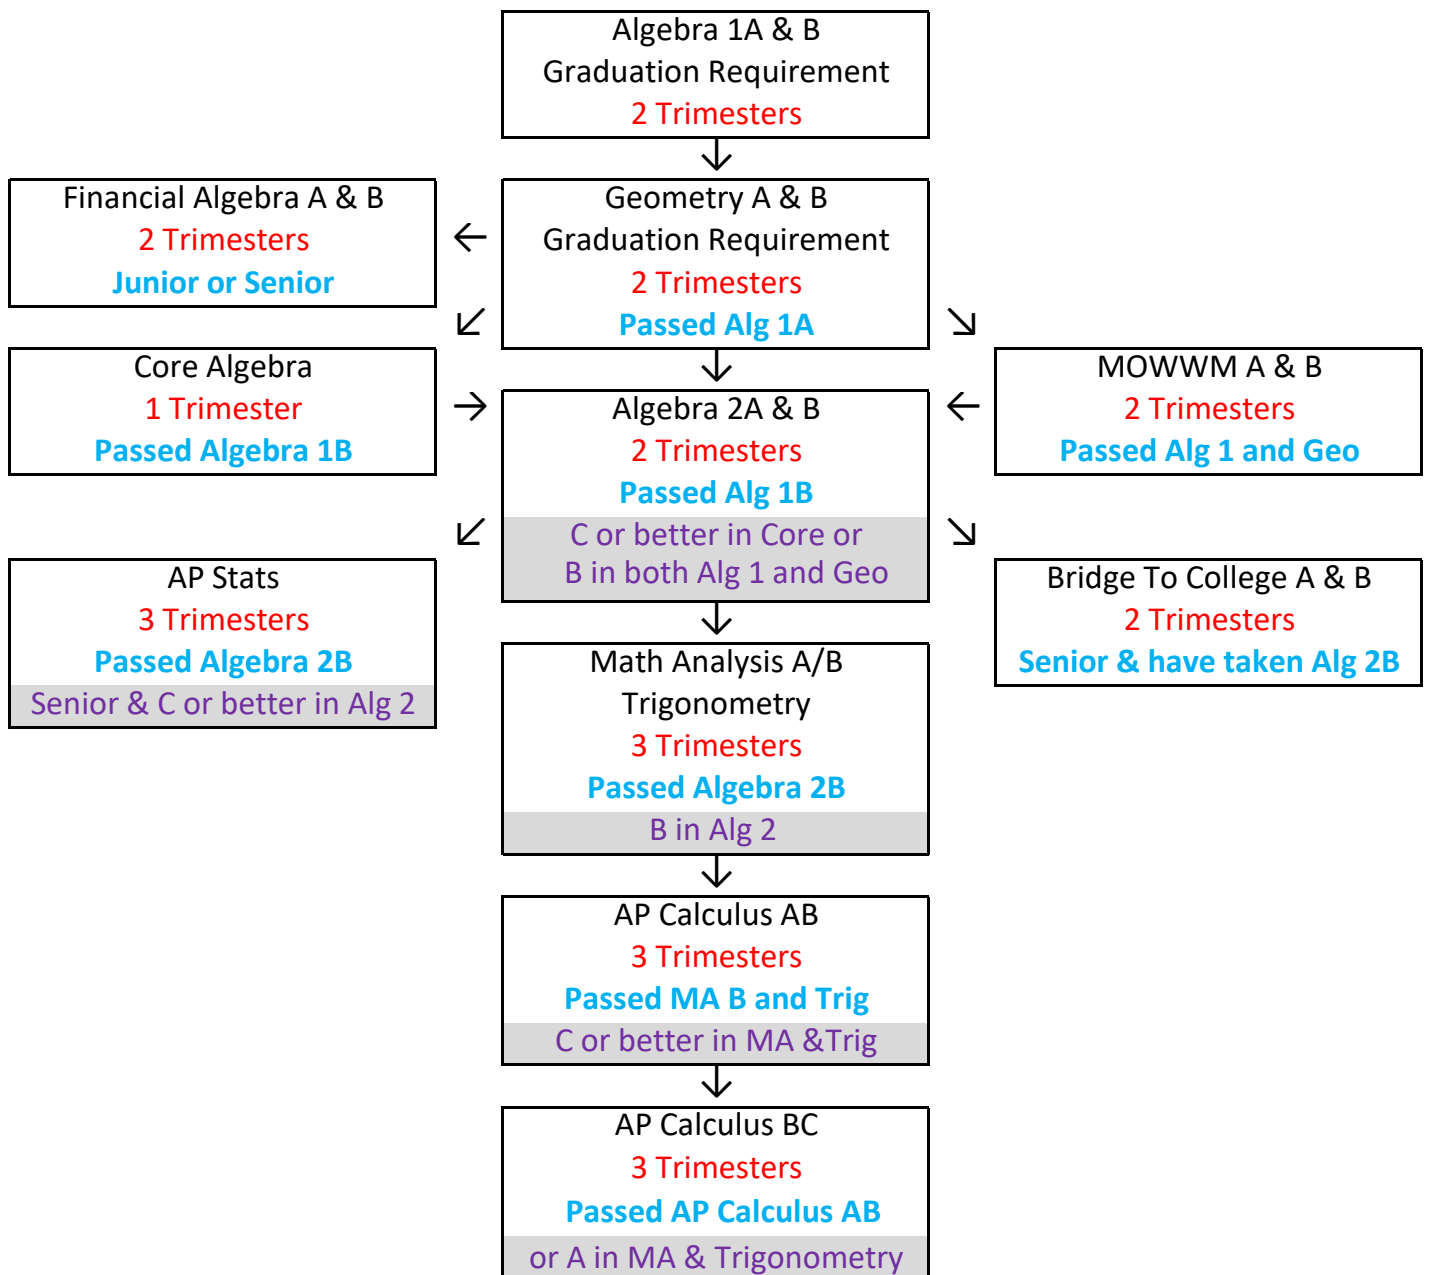 Algebra 1A & B
Graduation Requirement
2 Trimesters
Financial Algebra A & B
2 Trimesters
Junior or Senior
Geometry A & B
Graduation Requirement
2 Trimesters
Passed Alg 1A
Core Algebra
1 Trimester
Passed Algebra 1B
Algebra 2A & B
2 Trimesters
Passed Alg 1B
C or better in Core or
B in both Alg 1 and Geo
MOWWM A & B
2 Trimesters
Passed Alg 1 and Geo
AP Stats
3 Trimesters
Passed Algebra 2B
Senior & C or better in Alg 2
Bridge To College A & B
2 Trimesters
Senior & have taken Alg 2B
Math Analysis A/B
Trigonometry
3 Trimesters
Passed Algebra 2B
B in Alg 2
AP Calculus AB
3 Trimesters
Passed MA B and Trig
C or better in MA &Trig
AP Calculus BC
3 Trimesters
Passed AP Calculus AB
or A in MA & Trigonometry